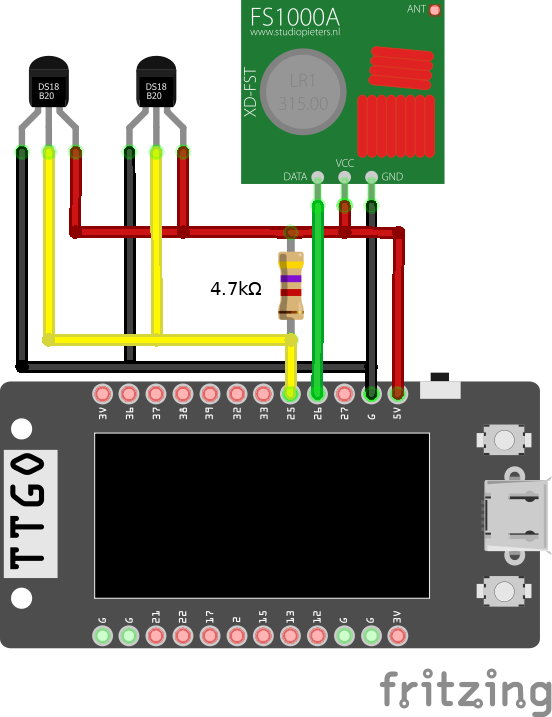 FS1000A
www.studiopieters.nl
ANT
XD-FST
LR1
315.00
DS18
B20
DS18
B20
VCC
DATA
GND
4.7kΩ
3V 36 37 38 39 32 33 25 26 27 G 5V
TTGO
G G 21 22 17 2 15 13 12 G G 3V
fritzing